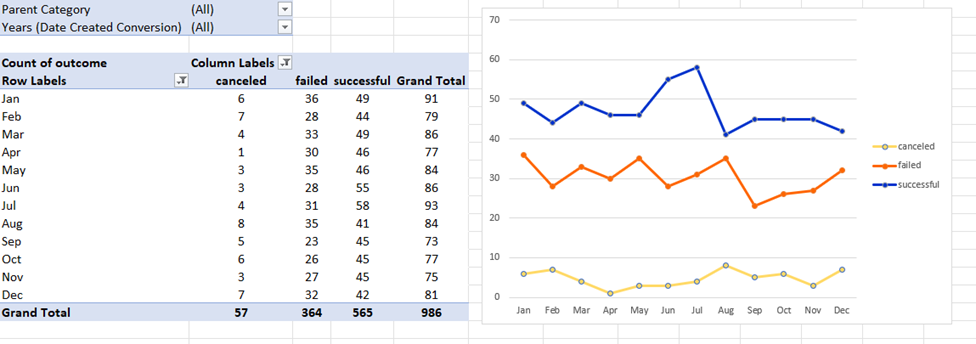 Parent Category (All)
Years (Date Created Conversion) (All)
Count of outcome Column Labels
Row Labels canceled failed successful Grand Total
Jan 6 36 49 91
Feb 7 28 44 79
Mar 4 33 49 86
Apr 1 30 46 77
May 3 35 46 84
Jun 3 28 55 86
Jul 4 31 58 93
Aug 8 35 41 84
Sep 5 23 45 73
Oct 6 26 45 77
Nov 3 27 45 75
Dec 7 32 42 81
Grand Total 57 364 565 986
70
60
50
40
30
20
10
0
Jan Feb Mar Apr May Jun Jul Aug Sep Oct Nov Dec
canceled
failed
successful